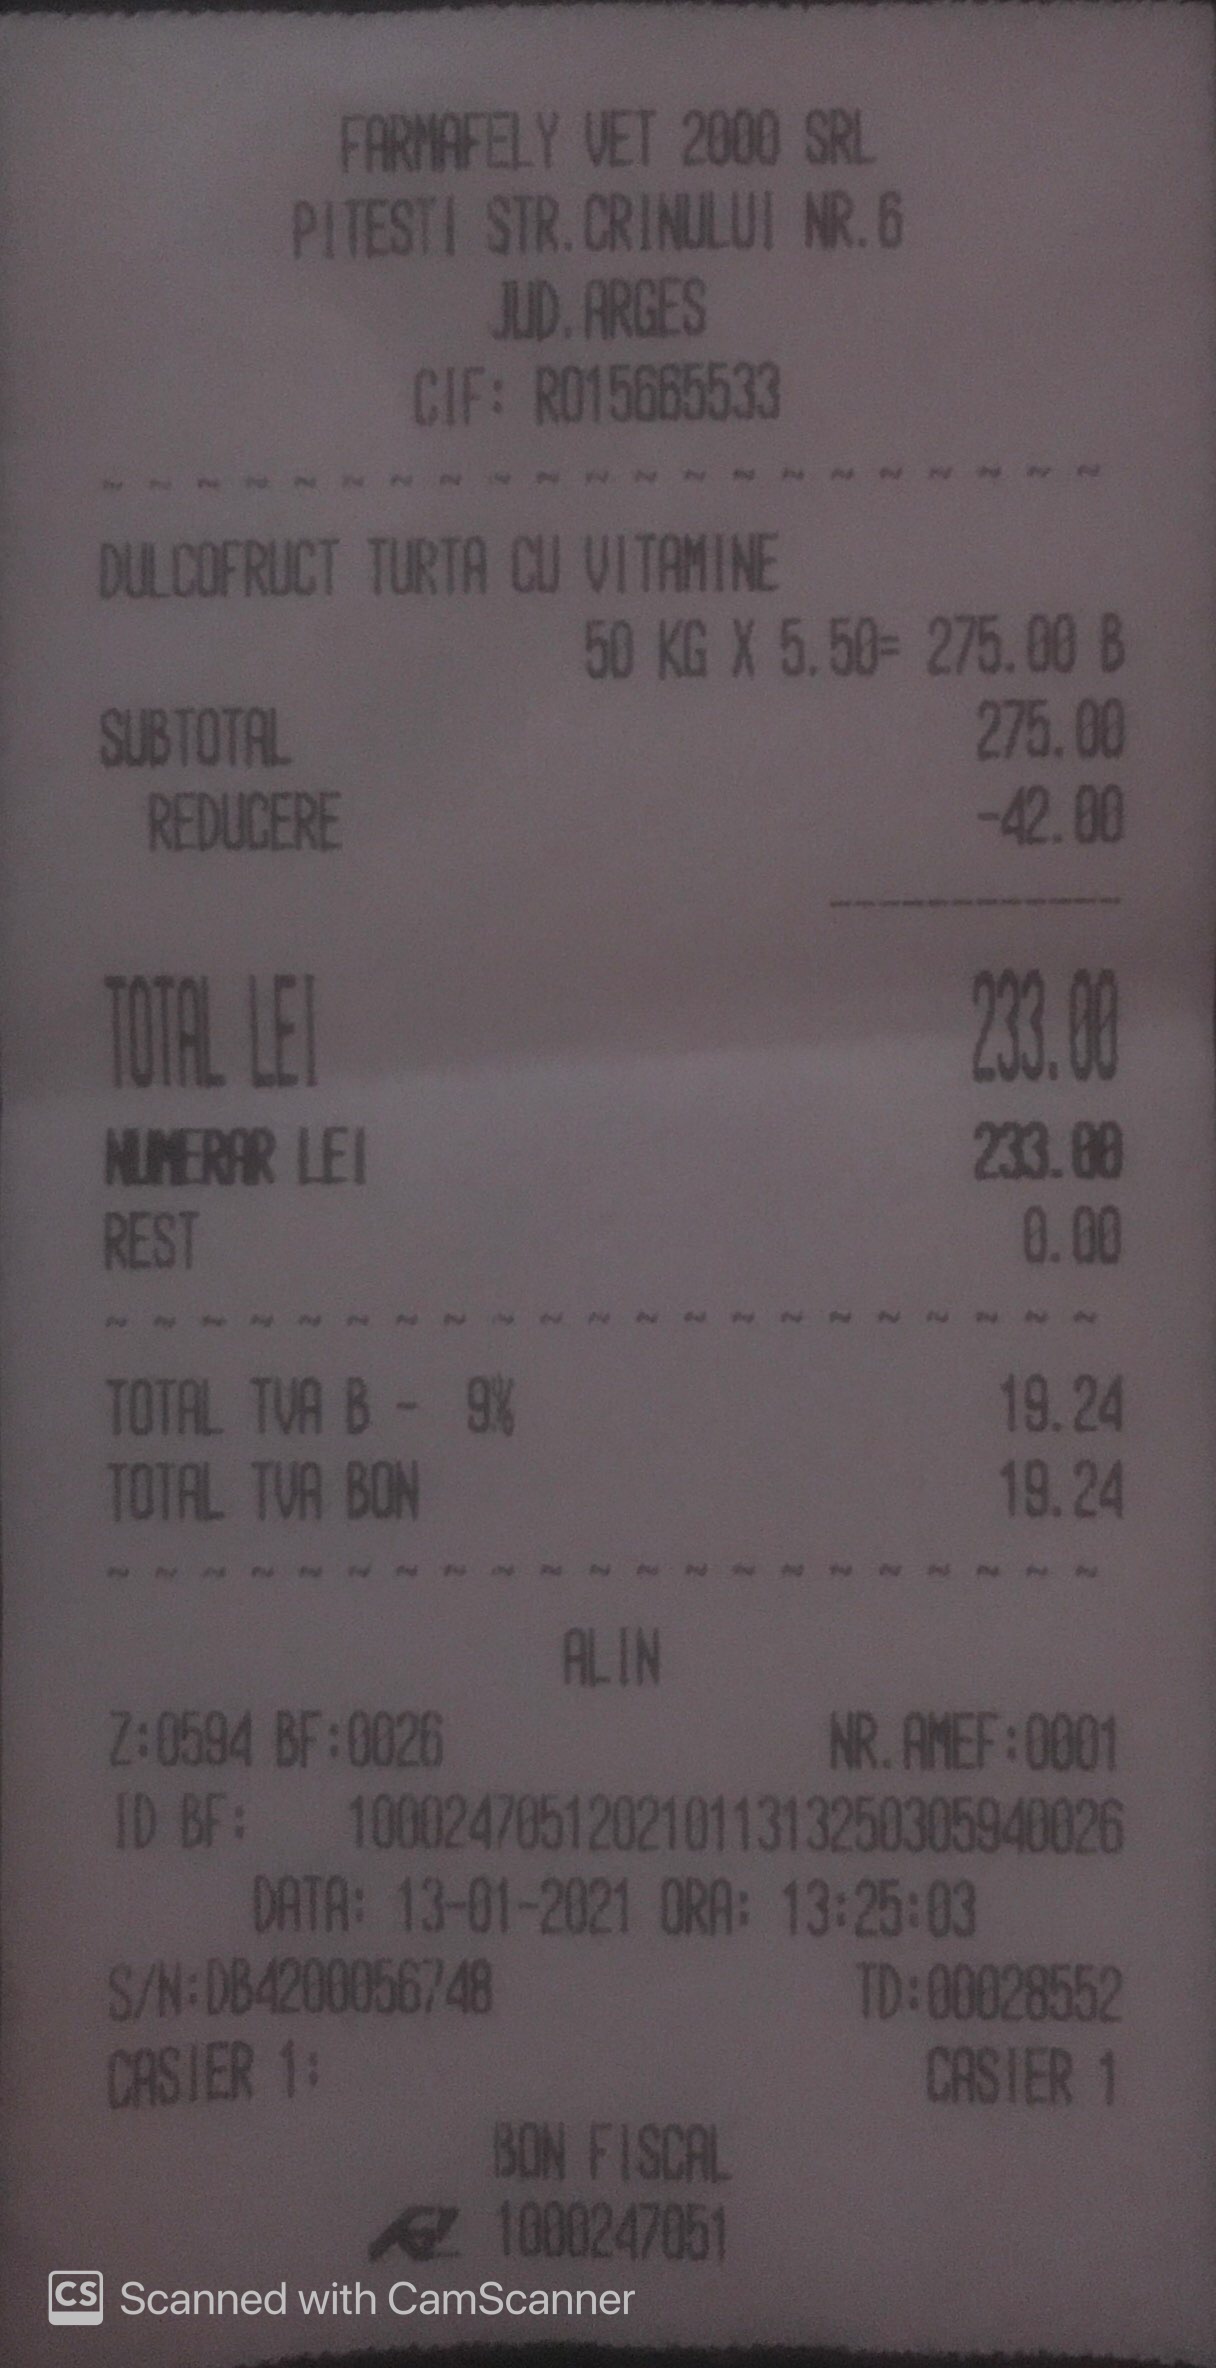 FARMAFELY VET 2000 SRL
PITESTI STR.CRINULUI NR.6
JUD.ARGES
CIF: RO15665533
~ ~ ~ ~ ~ ~ ~ ~ ~ ~ ~ ~ ~ ~ ~ ~ ~ ~ ~ ~ ~
DULCOFRUCT TURTA CU VITAMINE
50 KG X 5.50= 275.00 B
SUBTOTAL 275.00
REDUCERE -42.00
------------
TOTAL LEI 233.00
NUMERAR LEI 233.00
REST 0.00
~ ~ ~ ~ ~ ~ ~ ~ ~ ~ ~ ~ ~ ~ ~ ~ ~ ~ ~ ~ ~
TOTAL TVA B - 9% 19.24
TOTAL TVA BON 19.24
~ ~ ~ ~ ~ ~ ~ ~ ~ ~ ~ ~ ~ ~ ~ ~ ~ ~ ~ ~ ~
ALIN
Z:0594 BF:0026 NR.AMEF:0001
ID BF: 10002470512021011313250305940026
DATA: 13-01-2021 ORA: 13:25:03
S/N:DB4200056748 TD:00028552
CASIER 1: CASIER 1
BON FISCAL
1000247051
CS Scanned with CamScanner